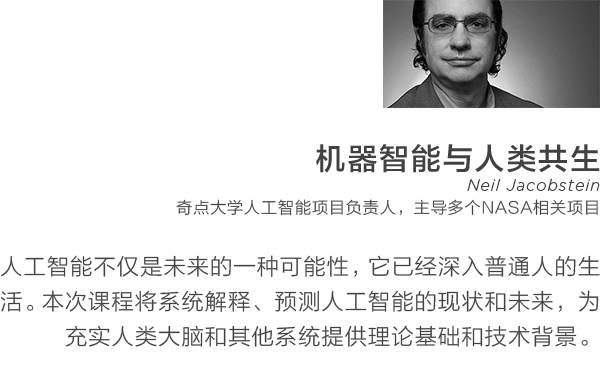 机器智能与人类共生
Neil Jacobstein
奇点大学人工智能项目负责人，主导多个NASA相关项目
人工智能不仅是未来的一种可能性，它已经深入普通人的生
活。本次课程将系统解释、预测人工智能的现状和未来，为
充实人类大脑和其他系统提供理论基础和技术背景。